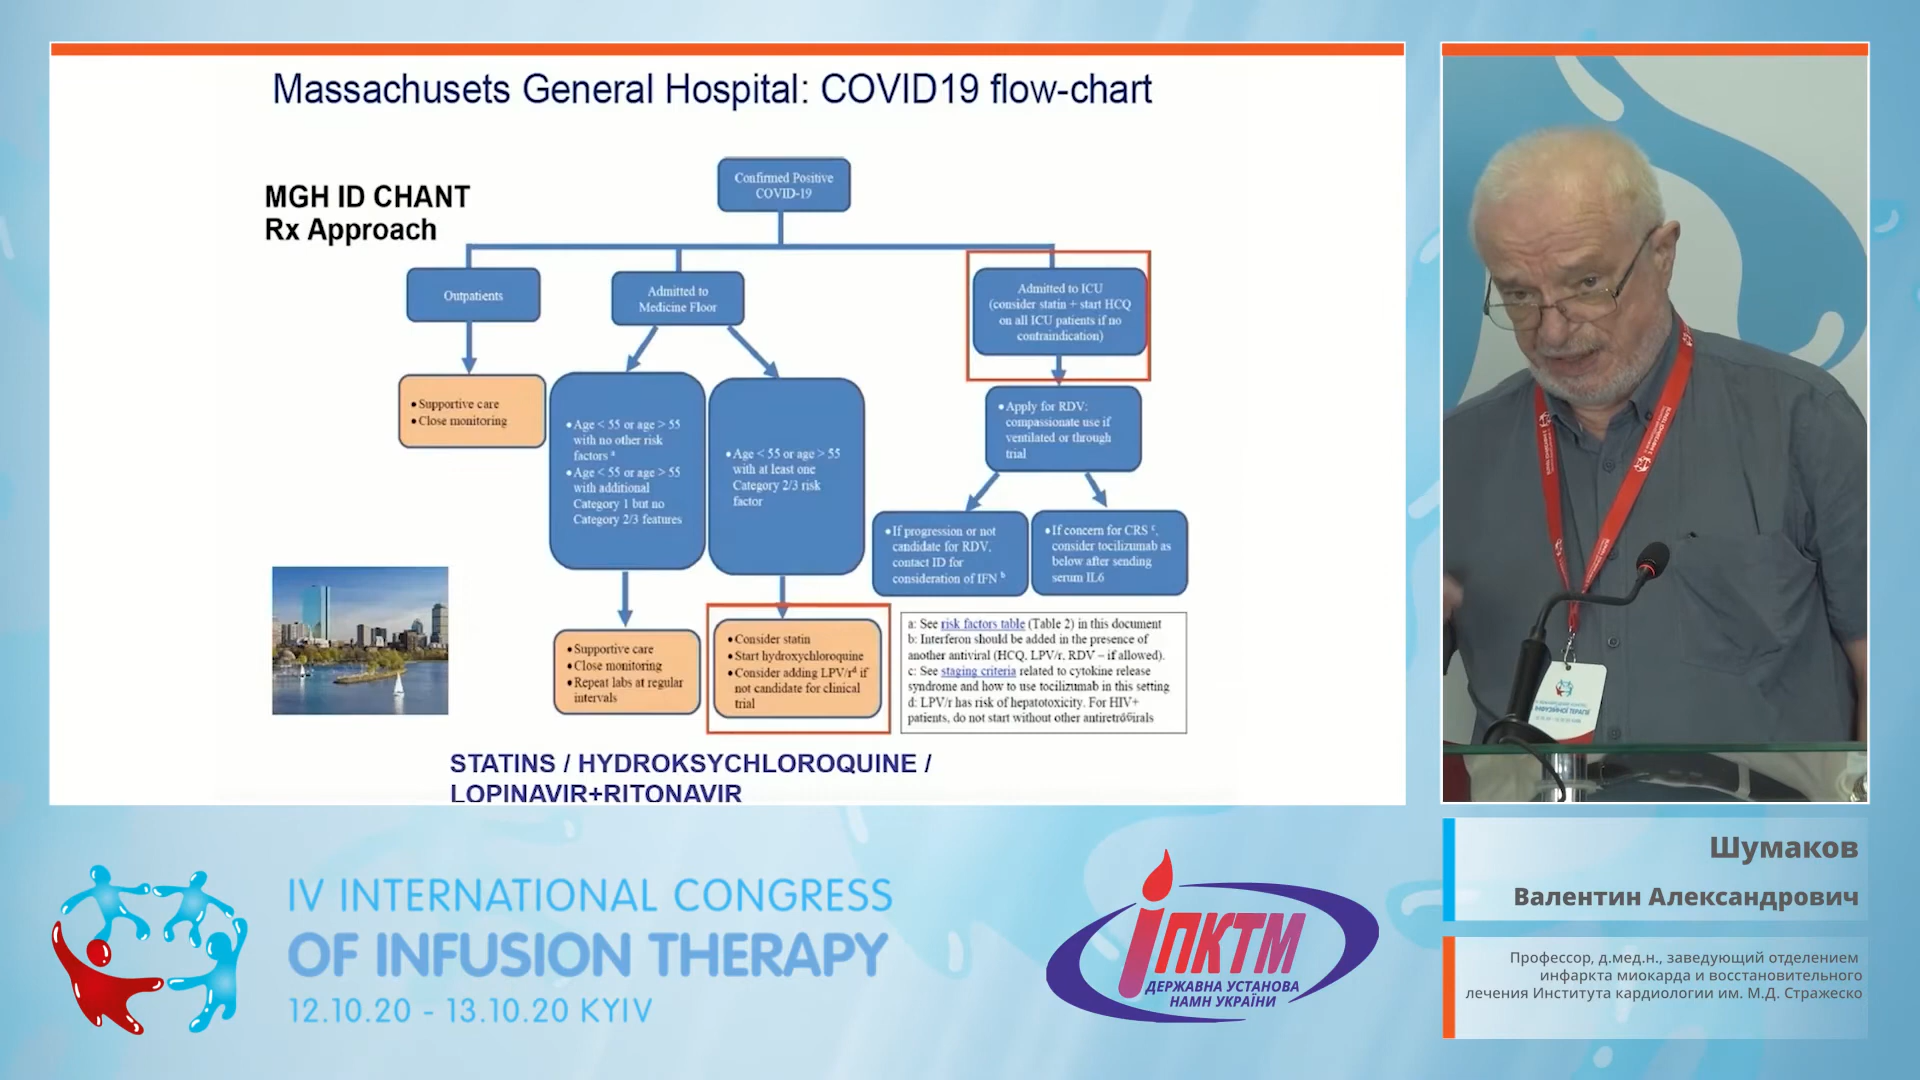 Massachusets General Hospital: COVID19 flow-chart
MGH ID CHANT
Rx Approach
Confirmed Positive
COVID-19
Outpatients
Admitted to
Medicine Floor
Admitted to ICU
(consider statin + start HCQ
on all ICU patients if no
contraindication)
• Supportive care
• Close monitoring
• Age < 55 or age > 55
with no other risk
factors a
• Age < 55 or age > 55
with additional
Category 1 but no
Category 2/3 features
• Age < 55 or age > 55
with at least one
Category 2/3 risk
factor
• Apply for RDV:
compassionate use if
ventilated or through
trial
• If progression or not
candidate for RDV,
contact ID for
consideration of IFN b
• If concern for CRS c,
consider tocilizumab as
below after sending
serum IL6
• Supportive care
• Close monitoring
• Repeat labs at regular
intervals
• Consider statin
• Start hydroxychloroquine
• Consider adding LPV/r d if
not candidate for clinical
trial
a: See risk factors table (Table 2) in this document
b: Interferon should be added in the presence of
another antiviral (HCQ, LPV/r, RDV – if allowed).
c: See staging criteria related to cytokine release
syndrome and how to use tocilizumab in this setting
d: LPV/r has risk of hepatotoxicity. For HIV+
patients, do not start without other antiretrovirals
STATINS / HYDROKSYCHLOROQUINE /
LOPINAVIR+RITONAVIR
IV INTERNATIONAL CONGRESS
OF INFUSION THERAPY
12.10.20 - 13.10.20 KYIV
іПКТМ
ДЕРЖАВНА УСТАНОВА
НАМН УКРАЇНИ
Шумаков
Валентин Александрович
Профессор, д.мед.н., заведующий отделением
инфаркта миокарда и восстановительного
лечения Института кардиологии им. М.Д. Стражеско